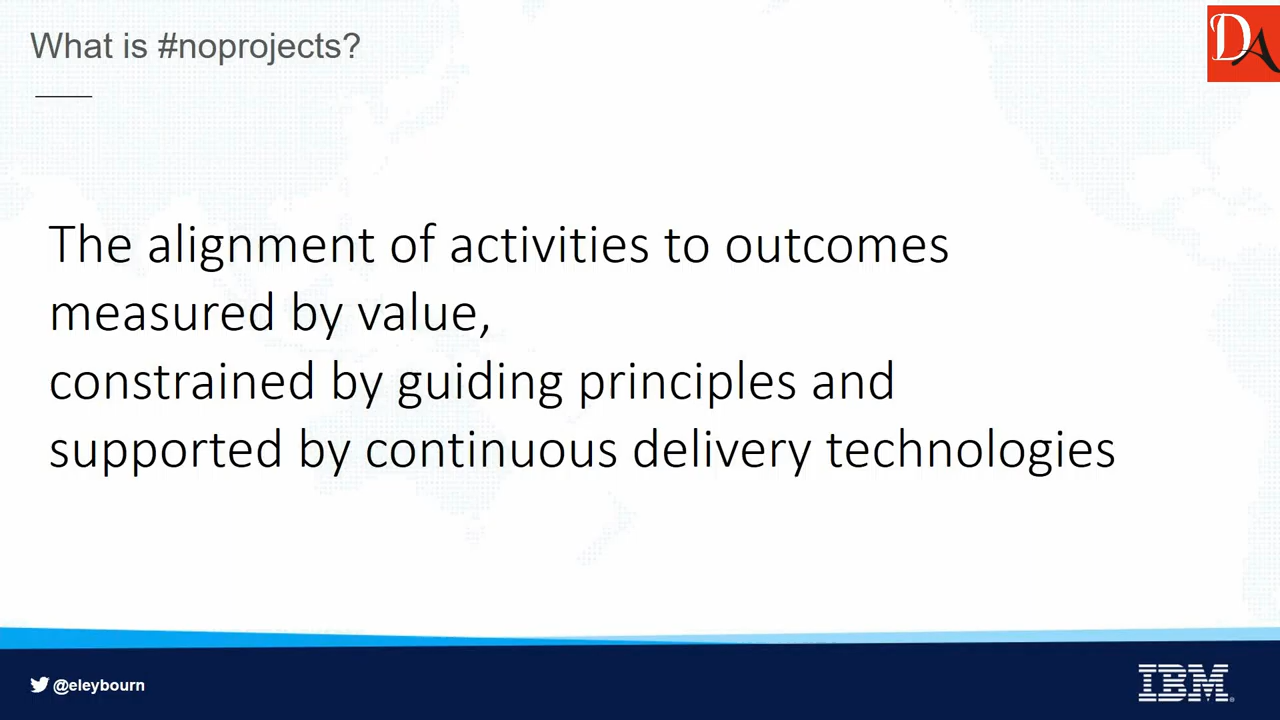 What is #noprojects?
DA
The alignment of activities to outcomes
measured by value,
constrained by guiding principles and
supported by continuous delivery technologies
@eleybourn
IBM®